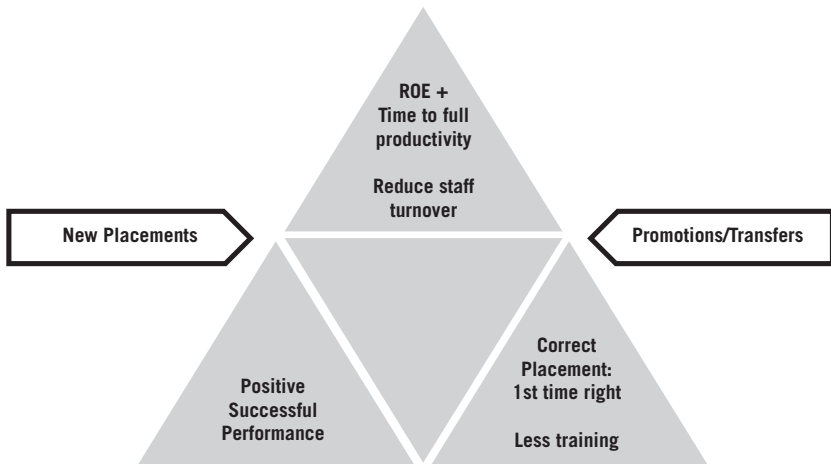 ROE +
Time to full
productivity
Reduce staff
turnover
New Placements
Promotions/Transfers
Positive
Successful
Performance
Correct
Placement:
1st time right
Less training